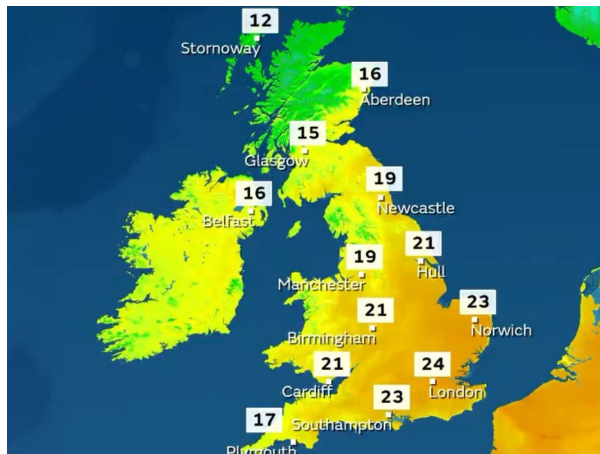 12
Stornoway
16
Aberdeen
15
Glasgow
19
Newcastle
16
Belfast
21
Hull
19
Manchester
23
Norwich
21
Birmingham
21
Cardiff
24
London
23
Southampton
17
Plymouth